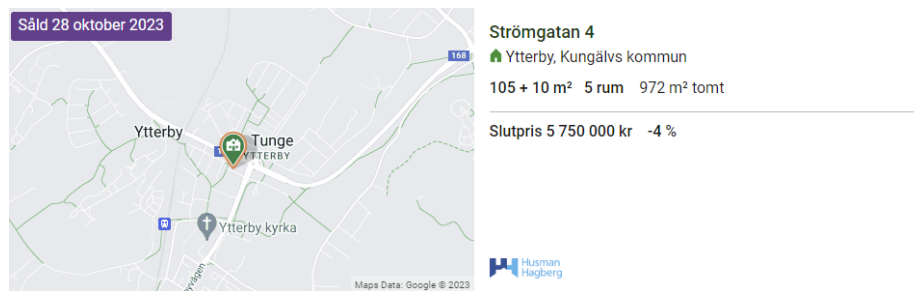 Såld 28 oktober 2023
168
Ytterby
Tunge
YTTERBY
Ytterby kyrka
Maps Data: Google © 2023
Strömgatan 4
Ytterby, Kungälvs kommun
105 + 10 m² 5 rum 972 m² tomt
Slutpris 5 750 000 kr -4 %
Husman
Hagberg